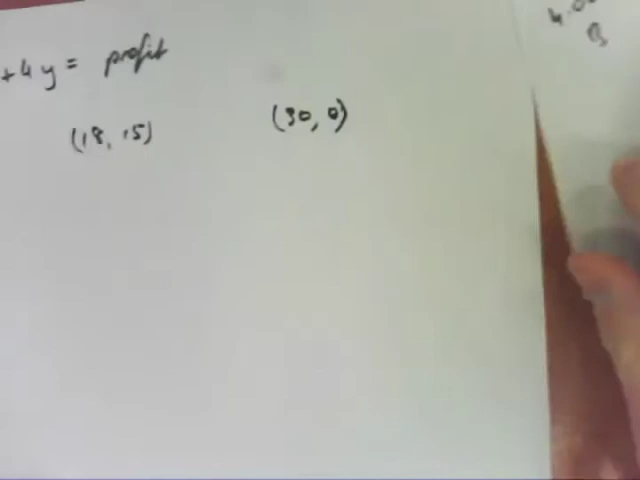 +4y = profit
(18, 15) (30, 0)